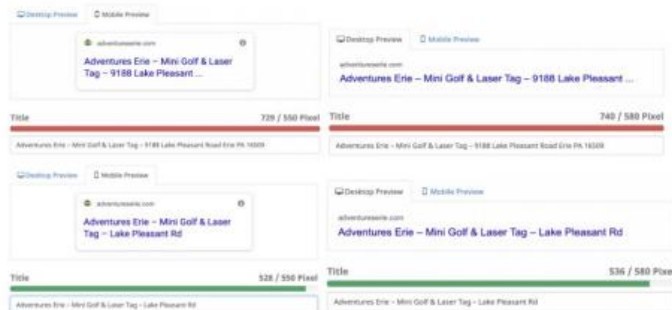 Desktop Preview Mobile Preview
adventureserie.com
Adventures Erie – Mini Golf & Laser
Tag – 9188 Lake Pleasant ...
Title 729 / 550 Pixel
Adventures Erie – Mini Golf & Laser Tag – 9188 Lake Pleasant Road Erie PA 16509
Desktop Preview Mobile Preview
adventureserie.com
Adventures Erie – Mini Golf & Laser Tag – 9188 Lake Pleasant ...
Title 740 / 580 Pixel
Adventures Erie – Mini Golf & Laser Tag – 9188 Lake Pleasant Road Erie PA 16509
Desktop Preview Mobile Preview
adventureserie.com
Adventures Erie – Mini Golf & Laser
Tag – Lake Pleasant Rd
Title 528 / 550 Pixel
Adventures Erie – Mini Golf & Laser Tag – Lake Pleasant Rd
Desktop Preview Mobile Preview
adventureserie.com
Adventures Erie – Mini Golf & Laser Tag – Lake Pleasant Rd
Title 536 / 580 Pixe
Adventures Erie – Mini Golf & Laser Tag – Lake Pleasant Rd